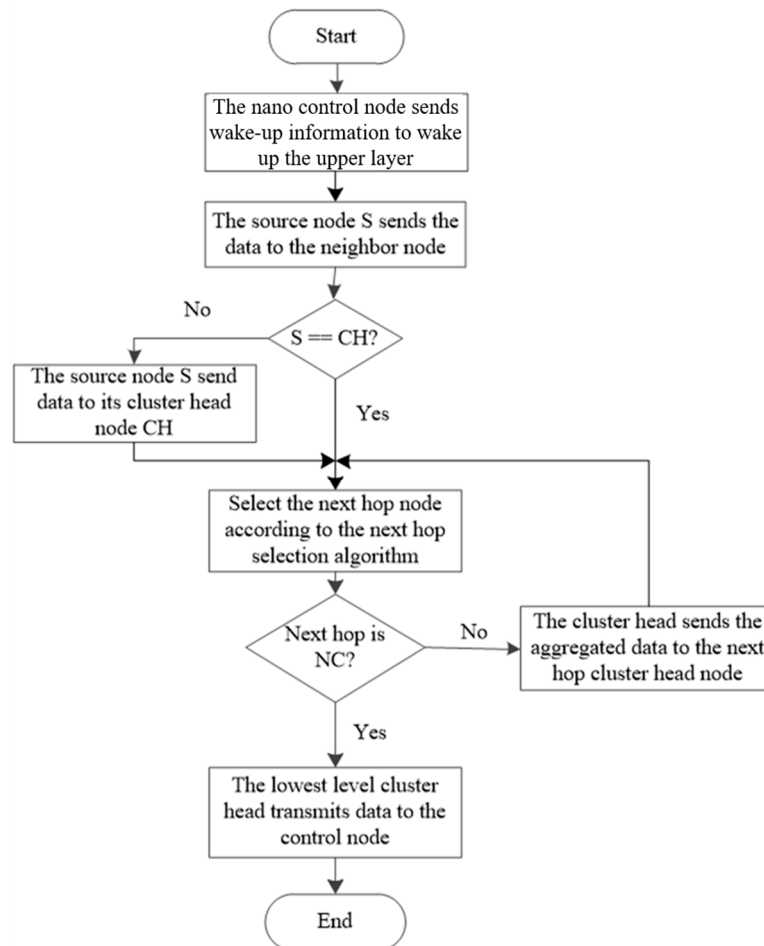 Start
The nano control node sends
wake-up information to wake
up the upper layer
The source node S sends the
data to the neighbor node
No
S == CH?
The source node S send
data to its cluster head
node CH
Yes
Select the next hop node
according to the next hop
selection algorithm
Next hop is
NC?
No
The cluster head sends the
aggregated data to the next
hop cluster head node
Yes
The lowest level cluster
head transmits data to the
control node
End